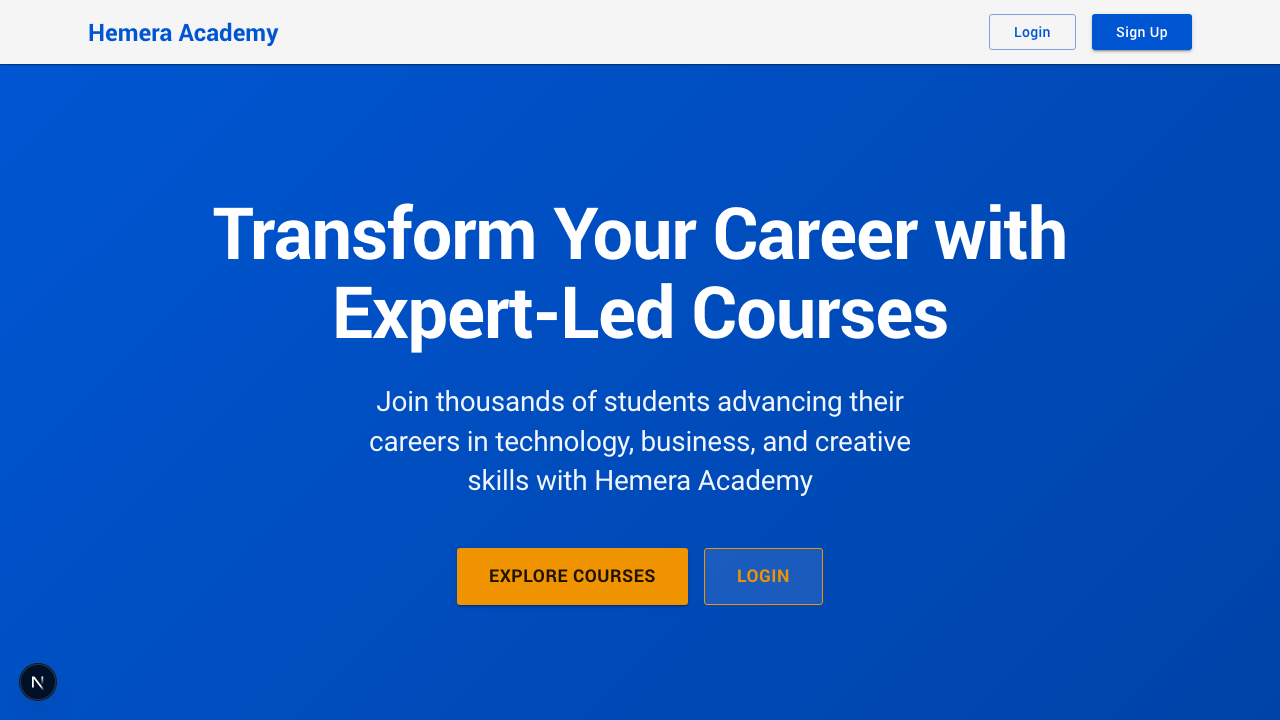 Hemera Academy
Login
Sign Up
Transform Your Career with
Expert-Led Courses
Join thousands of students advancing their
careers in technology, business, and creative
skills with Hemera Academy
EXPLORE COURSES
LOGIN
N